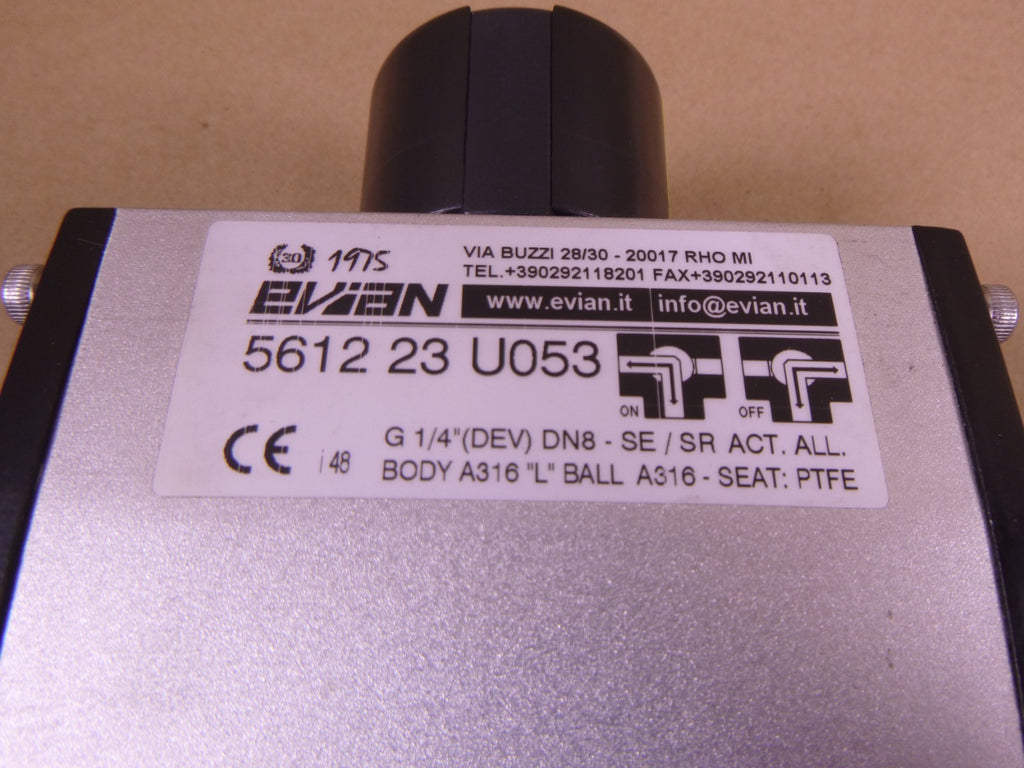 30 1975
EVIAN
VIA BUZZI 28/30 - 20017 RHO MI
TEL.+390292118201 FAX+390292110113
www.evian.it info@evian.it
5612 23 U053
ON OFF
CE i 48
G 1/4"(DEV) DN8 - SE / SR ACT. ALL.
BODY A316 "L" BALL A316 - SEAT: PTFE